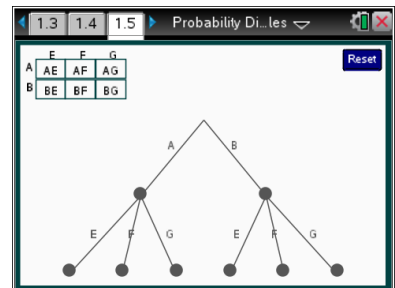 1.3 1.4 1.5 Probability Di...les
Reset
E F G
A AE AF AG
B BE BF BG
A B
E F G E F G